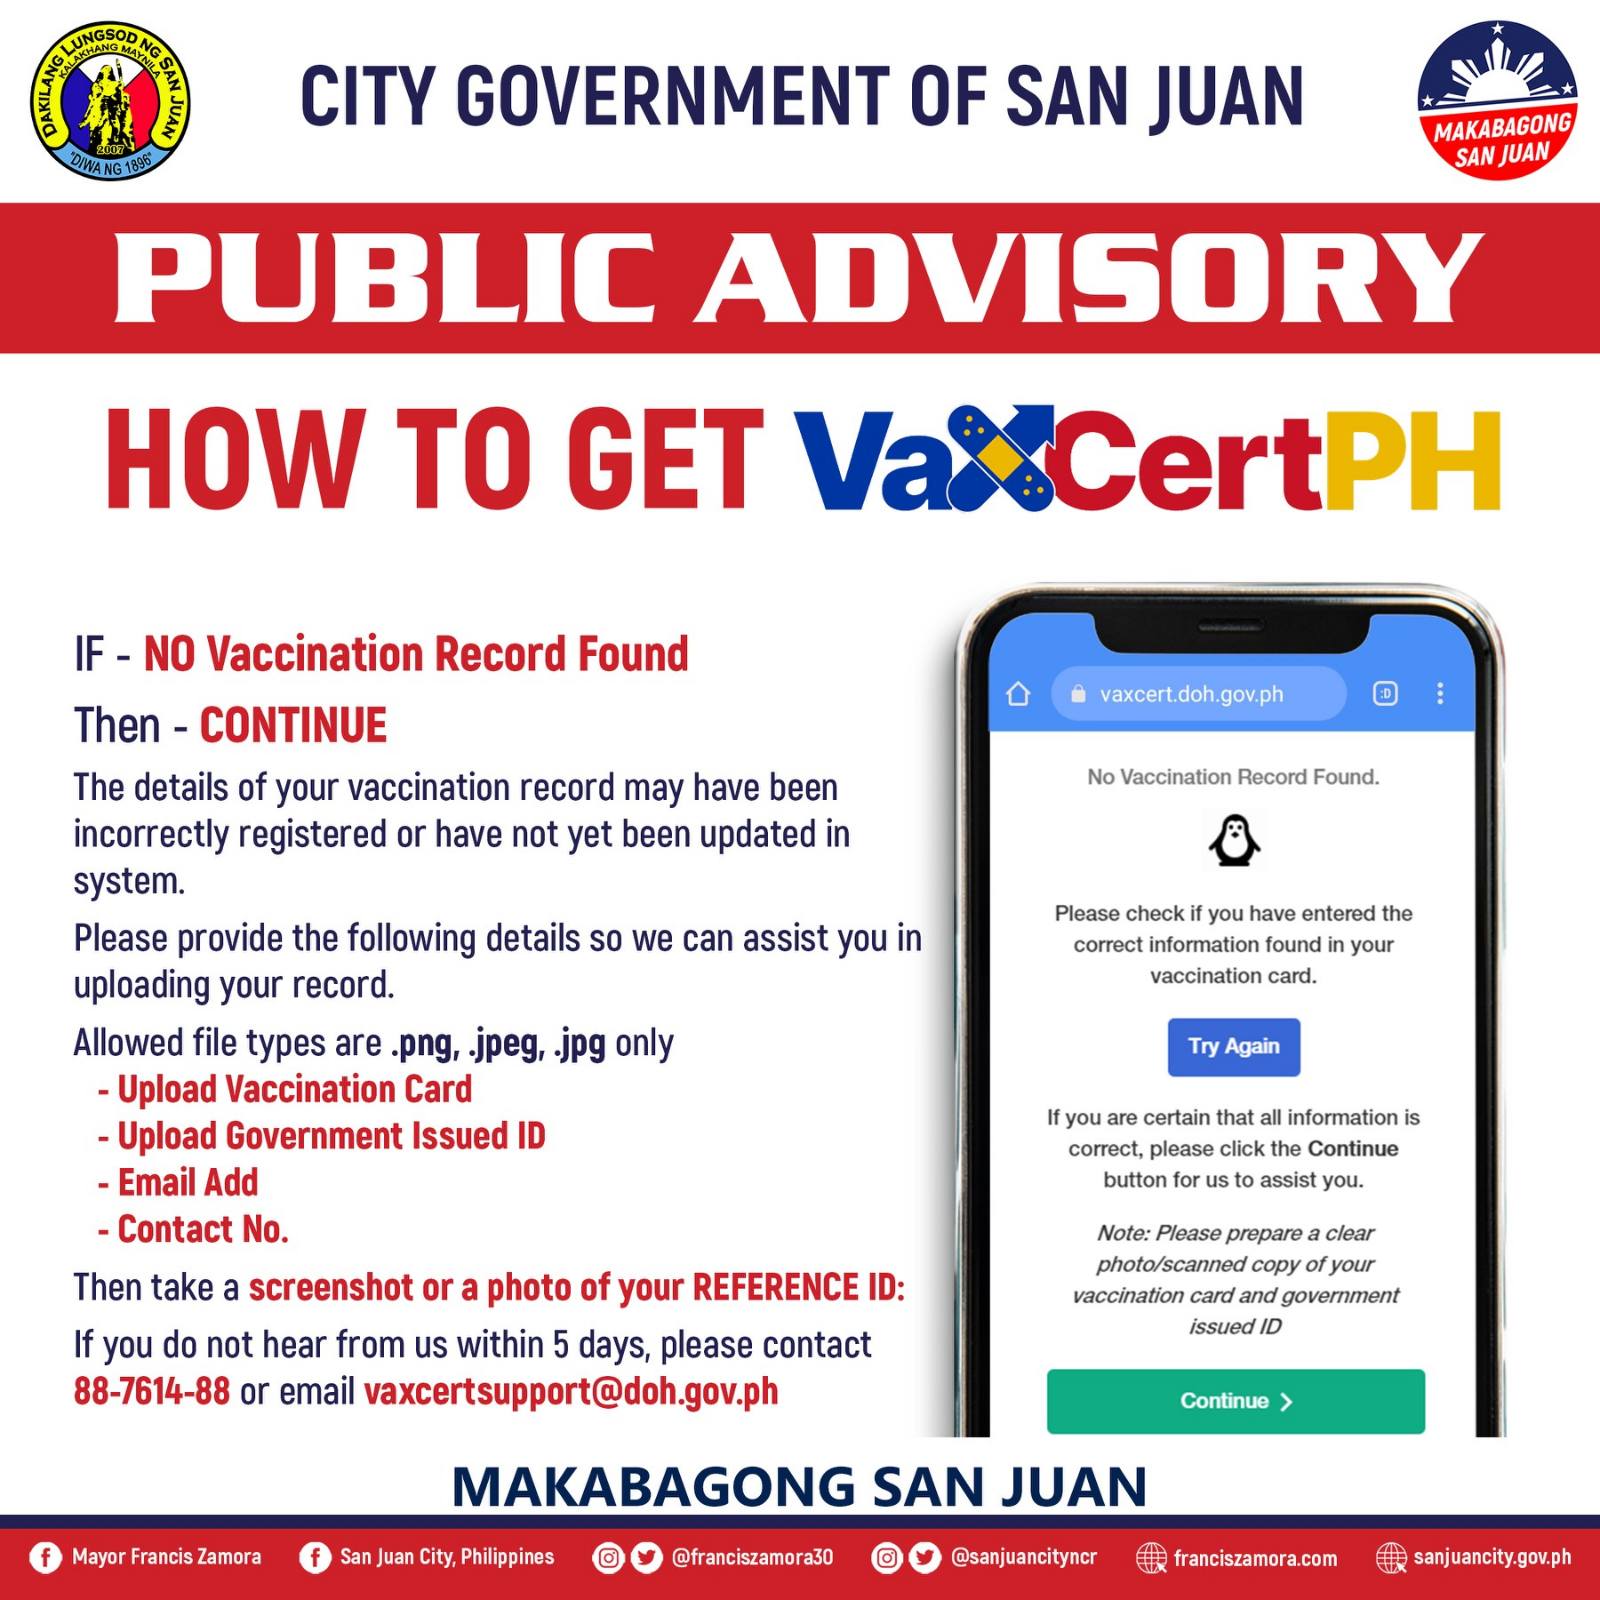 DAKILANG LUNGSOD NG SAN JUAN
KALAKHANG MAYNILA
2007
"DIWA NG 1896"
CITY GOVERNMENT OF SAN JUAN
MAKABAGONG
SAN JUAN
PUBLIC ADVISORY
HOW TO GET VaxCertPH
IF - NO Vaccination Record Found
Then - CONTINUE
The details of your vaccination record may have been
incorrectly registered or have not yet been updated in
system.
Please provide the following details so we can assist you in
uploading your record.
Allowed file types are .png, .jpeg, .jpg only
- Upload Vaccination Card
- Upload Government Issued ID
- Email Add
- Contact No.
Then take a screenshot or a photo of your REFERENCE ID:
If you do not hear from us within 5 days, please contact
88-7614-88 or email vaxcertsupport@doh.gov.ph
vaxcert.doh.gov.ph :D
No Vaccination Record Found.
Please check if you have entered the
correct information found in your
vaccination card.
Try Again
If you are certain that all information is
correct, please click the Continue
button for us to assist you.
Note: Please prepare a clear
photo/scanned copy of your
vaccination card and government
issued ID
Continue >
MAKABAGONG SAN JUAN
Mayor Francis Zamora San Juan City, Philippines @franciszamora30 @sanjuancityncr franciszamora.com sanjuancity.gov.ph